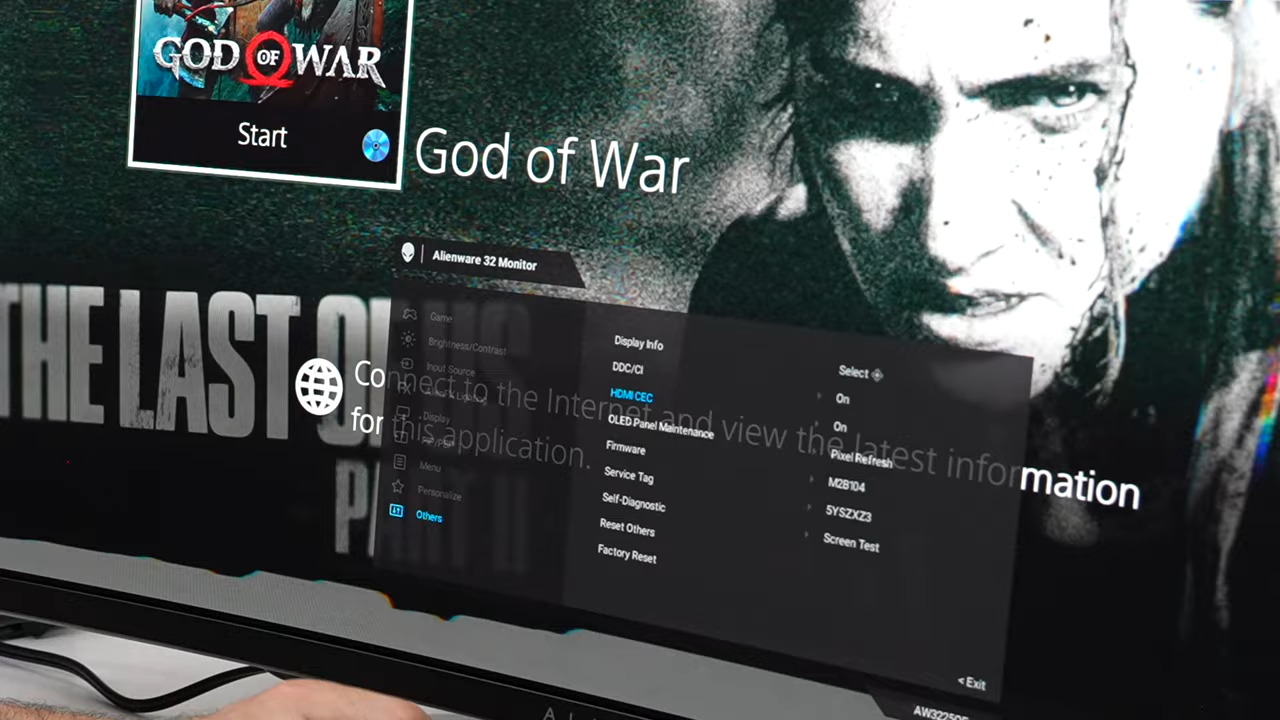 GOD OF WAR
Start
God of War
THE LAST OF US
PART II
Connect to the Internet and view the latest information
for this application.
Alienware 32 Monitor
Game
Brightness/Contrast
Input Source
Display
PIP/PBP
Menu
Personalize
Others
Display Info
DDC/CI
HDMI CEC
OLED Panel Maintenance
Firmware
Service Tag
Self-Diagnostic
Reset Others
Factory Reset
Select
On
On
Pixel Refresh
M2B104
5YSZXZ3
Screen Test
< Exit